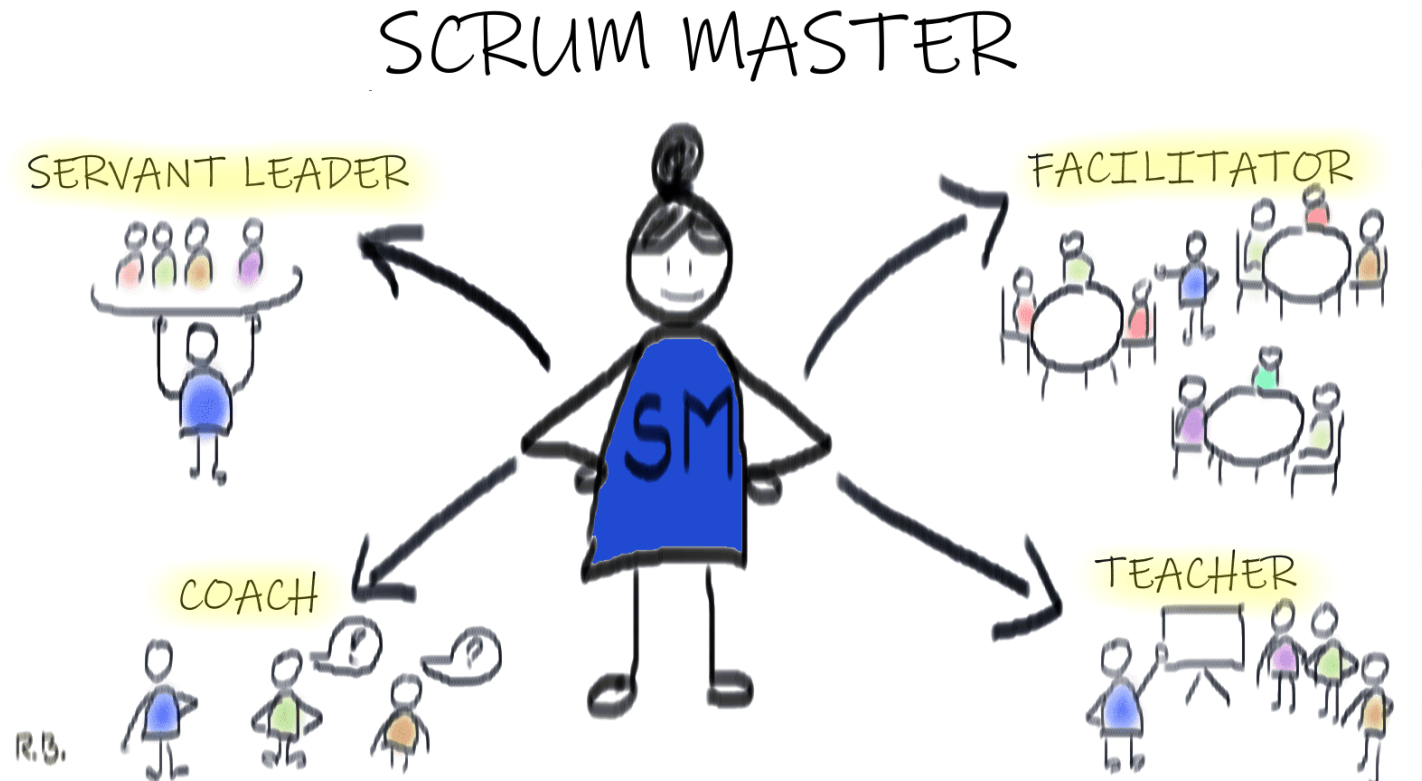 SCRUM MASTER
SERVANT LEADER
FACILITATOR
SM
COACH
TEACHER
!
?
R.B.